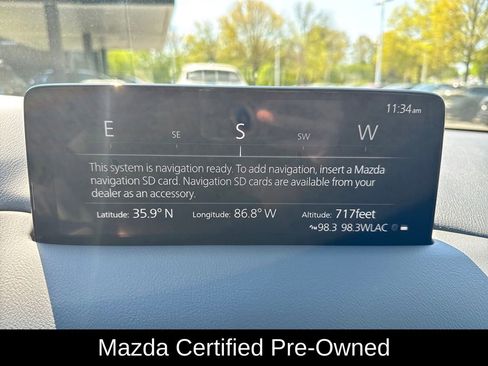 11:34am
E SE S SW W
This system is navigation ready. To add navigation, insert a Mazda
navigation SD card. Navigation SD cards are available from your
dealer as an accessory.
Latitude: 35.9° N Longitude: 86.8° W Altitude: 717feet
98.3 98.3WLAC
Mazda Certified Pre-Owned